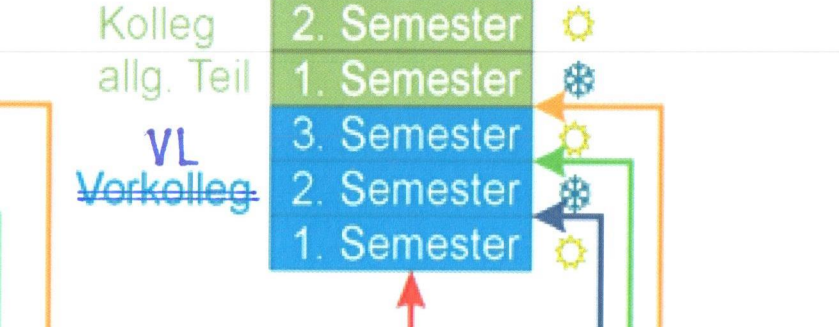 Kolleg 2. Semester
allg. Teil 1. Semester
3. Semester
VL
Vorkolleg 2. Semester
1. Semester